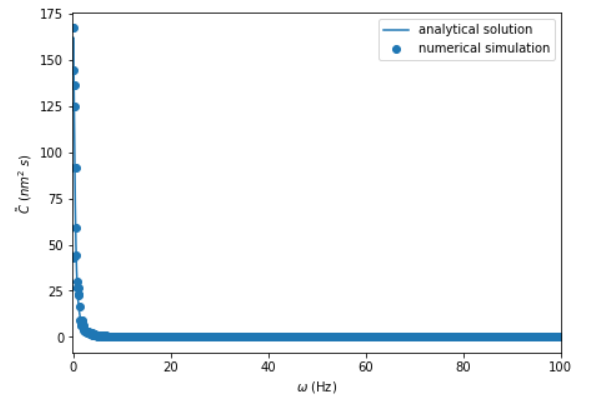 175
150
125
100
75
50
25
0
C̃ (nm² s)
analytical solution
numerical simulation
0 20 40 60 80 100
ω (Hz)